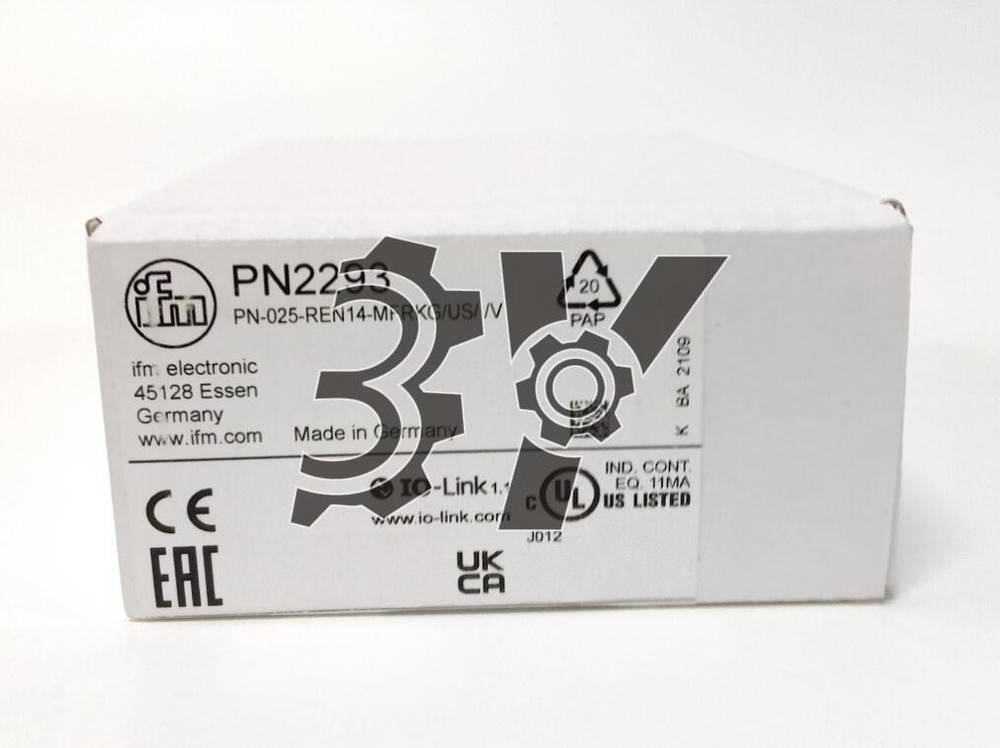 ifm
PN2293
PN-025-REN14-MFRKG/US/ /V
ifm electronic
45128 Essen
Germany
www.ifm.com
Made in Germany
20
PAP
K BA 2109
3Y
IO-Link 1.1
www.io-link.com
C UL US LISTED
IND. CONT.
EQ. 11MA
J012
CE
EAC
UK
CA